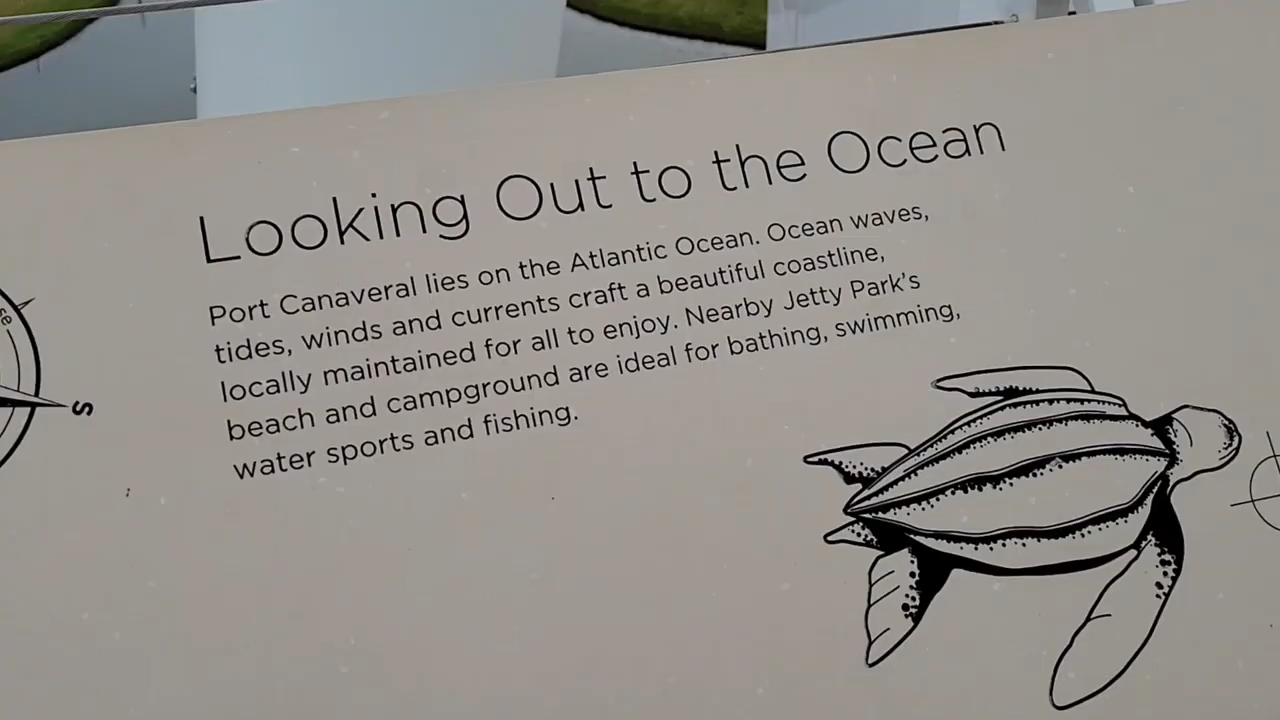 Looking Out to the Ocean
Port Canaveral lies on the Atlantic Ocean. Ocean waves,
tides, winds and currents craft a beautiful coastline,
locally maintained for all to enjoy. Nearby Jetty Park's
beach and campground are ideal for bathing, swimming,
water sports and fishing.
S